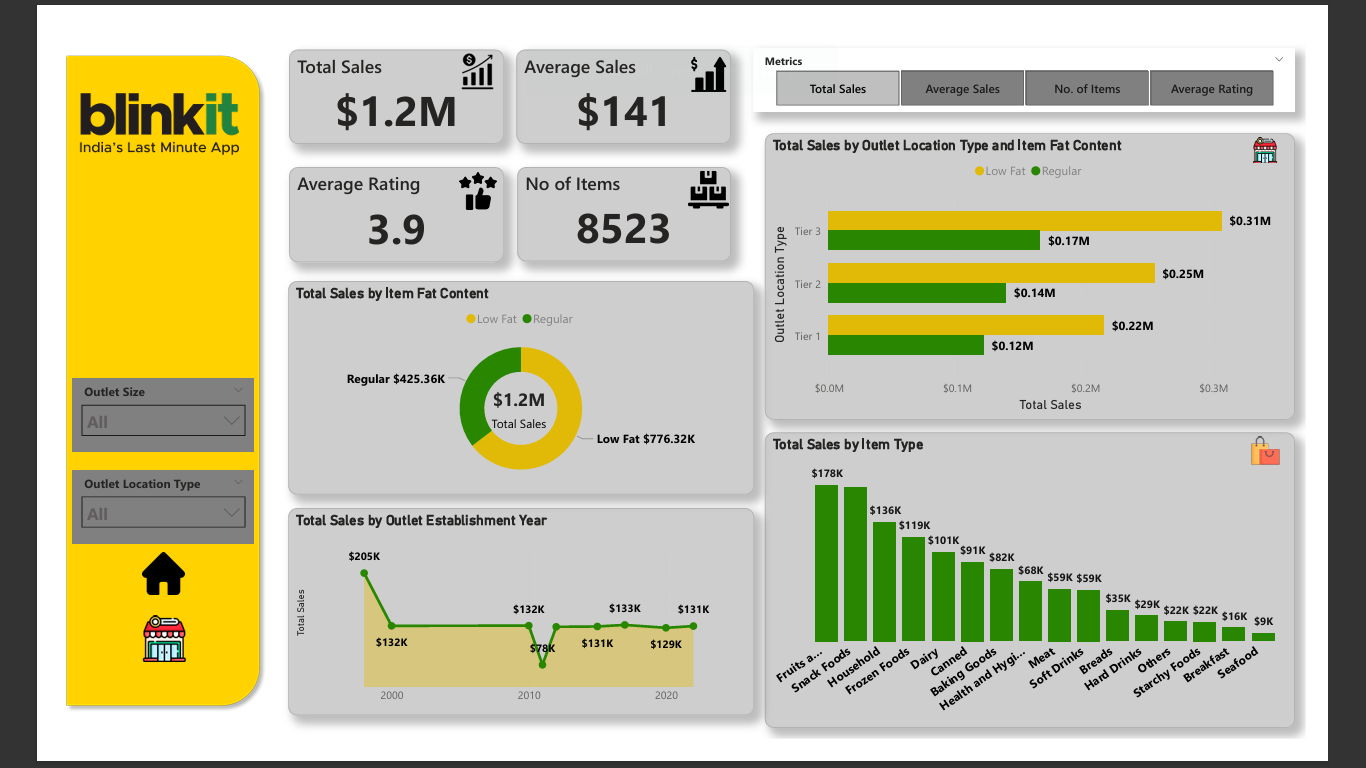 blinkit
India's Last Minute App
Outlet Size
All
Outlet Location Type
All
Total Sales
$1.2M
Average Sales
$141
Average Rating
3.9
No of Items
8523
Metrics
Total Sales
Average Sales
No. of Items
Average Rating
Total Sales by Item Fat Content
Low Fat Regular
Regular $425.36K
$1.2M
Total Sales
Low Fat $776.32K
Total Sales by Outlet Establishment Year
Total Sales
$205K
$132K
$132K
$78K
$131K
$133K
$129K
$131K
2000
2010
2020
Total Sales by Outlet Location Type and Item Fat Content
Low Fat Regular
Outlet Location Type
Tier 3
$0.31M
$0.17M
Tier 2
$0.25M
$0.14M
Tier 1
$0.22M
$0.12M
$0.0M
$0.1M
$0.2M
$0.3M
Total Sales
Total Sales by Item Type
$178K
$136K
$119K
$101K
$91K
$82K
$68K
$59K
$59K
$35K
$29K
$22K
$22K
$16K
$9K
Fruits a...
Snack Foods
Household
Frozen Foods
Dairy
Canned
Baking Goods
Health and Hygi...
Meat
Soft Drinks
Breads
Hard Drinks
Others
Starchy Foods
Breakfast
Seafood